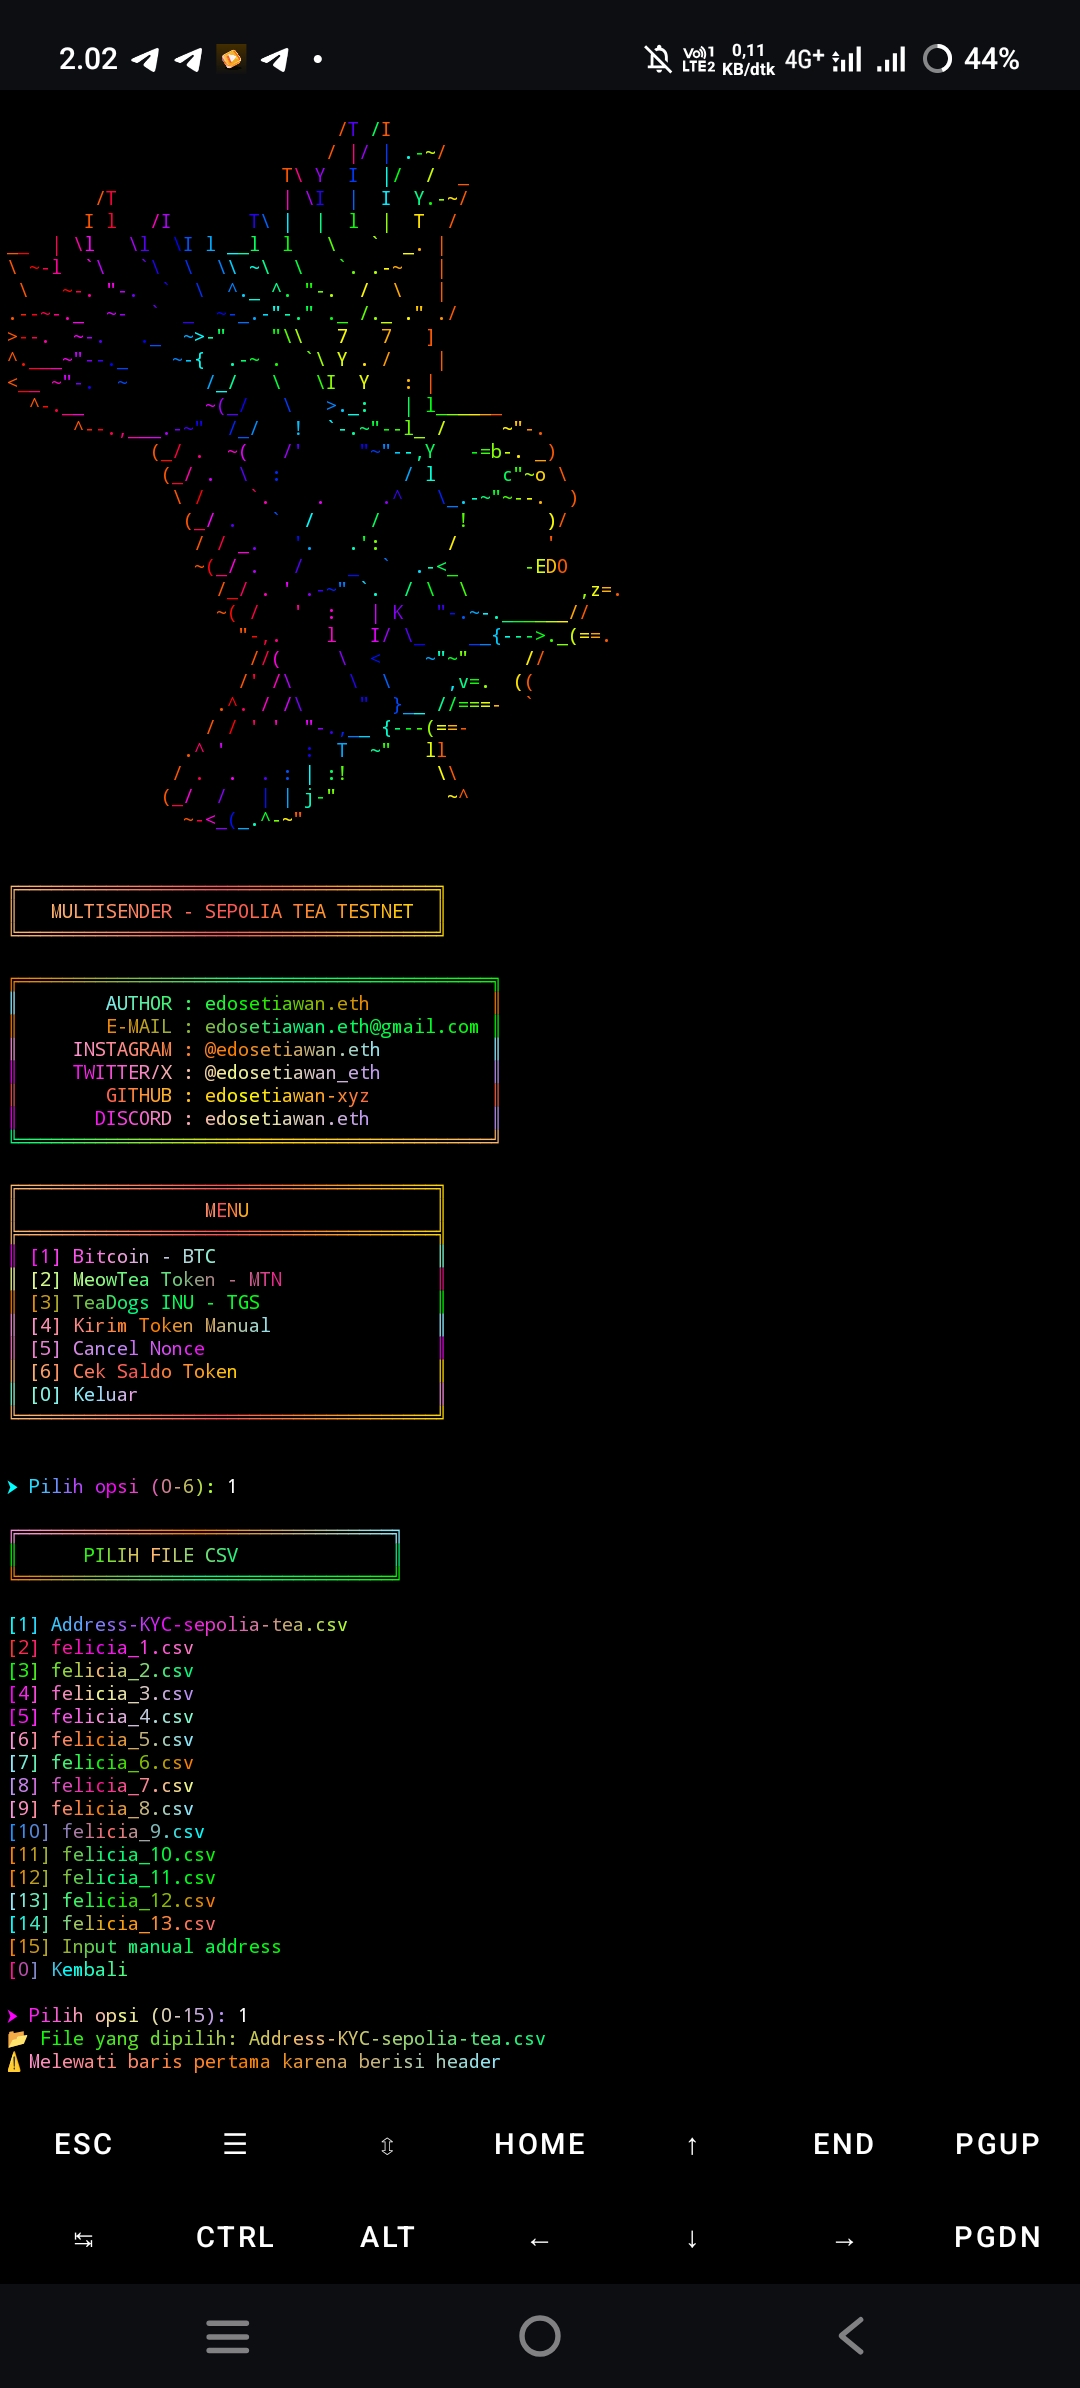 2.02
Vo)) 1 LTE2 0,11 KB/dtk 4G+ 44%
-EDO
MULTISENDER - SEPOLIA TEA TESTNET
AUTHOR : edosetiawan.eth
E-MAIL : edosetiawan.eth@gmail.com
INSTAGRAM : @edosetiawan.eth
TWITTER/X : @edosetiawan_eth
GITHUB : edosetiawan-xyz
DISCORD : edosetiawan.eth
MENU
[1] Bitcoin - BTC
[2] MeowTea Token - MTN
[3] TeaDogs INU - TGS
[4] Kirim Token Manual
[5] Cancel Nonce
[6] Cek Saldo Token
[0] Keluar
➤ Pilih opsi (0-6): 1
PILIH FILE CSV
[1] Address-KYC-sepolia-tea.csv
[2] felicia_1.csv
[3] felicia_2.csv
[4] felicia_3.csv
[5] felicia_4.csv
[6] felicia_5.csv
[7] felicia_6.csv
[8] felicia_7.csv
[9] felicia_8.csv
[10] felicia_9.csv
[11] felicia_10.csv
[12] felicia_11.csv
[13] felicia_12.csv
[14] felicia_13.csv
[15] Input manual address
[0] Kembali
➤ Pilih opsi (0-15): 1
📂 File yang dipilih: Address-KYC-sepolia-tea.csv
⚠️ Melewati baris pertama karena berisi header
ESC ☰ ⇳ HOME ↑ END PGUP
↹ CTRL ALT ← ↓ → PGDN